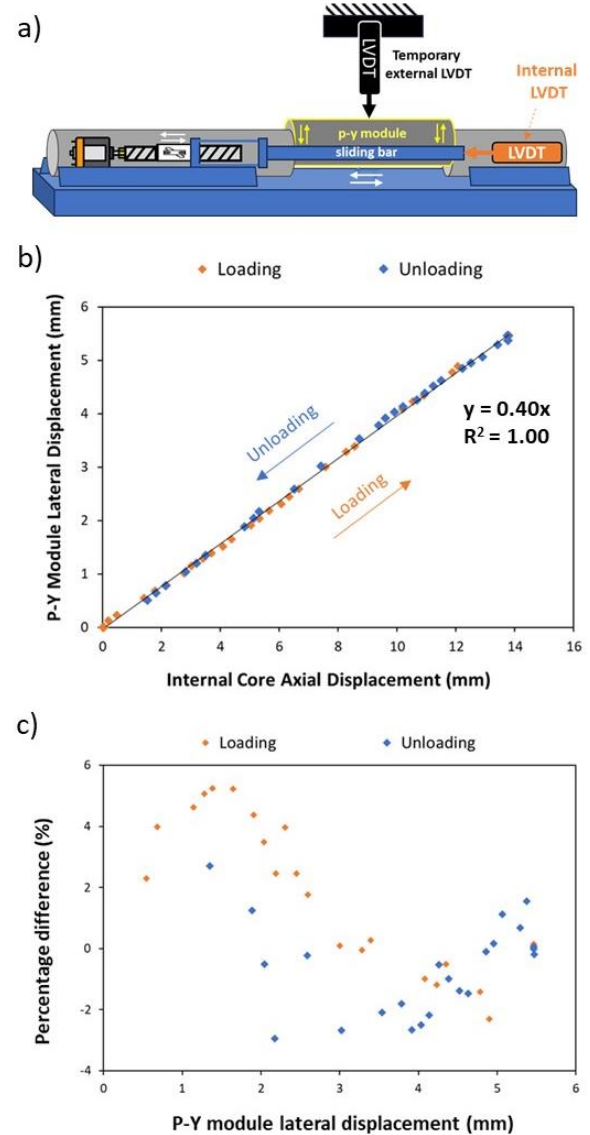 a)
LVDT
Temporary
external LVDT
Internal
LVDT
p-y module
sliding bar
LVDT
b)
Loading
Unloading
P-Y Module Lateral Displacement (mm)
6
5
4
3
2
1
0
Unloading
Loading
y = 0.40x
R² = 1.00
0 2 4 6 8 10 12 14 16
Internal Core Axial Displacement (mm)
c)
Loading
Unloading
Percentage difference (%)
6
4
2
0
-2
-4
0 1 2 3 4 5 6
P-Y module lateral displacement (mm)